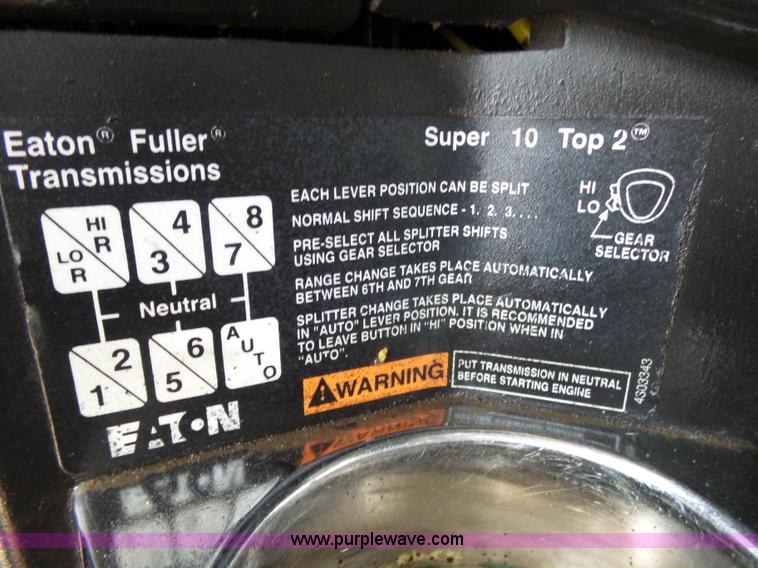 Eaton® Fuller®
Transmissions
Super 10 Top 2™
HI
R
LO
R
4
3
8
7
Neutral
2
1
6
5
AUTO
EATON
EACH LEVER POSITION CAN BE SPLIT
NORMAL SHIFT SEQUENCE - 1, 2, 3, . . . .
PRE-SELECT ALL SPLITTER SHIFTS
USING GEAR SELECTOR
RANGE CHANGE TAKES PLACE AUTOMATICALLY
BETWEEN 6TH AND 7TH GEAR
SPLITTER CHANGE TAKES PLACE AUTOMATICALLY
IN "AUTO" LEVER POSITION. IT IS RECOMMENDED
TO LEAVE BUTTON IN "HI" POSITION WHEN IN
"AUTO".
HI
LO
GEAR
SELECTOR
WARNING
PUT TRANSMISSION IN NEUTRAL
BEFORE STARTING ENGINE
4303343
www.purplewave.com